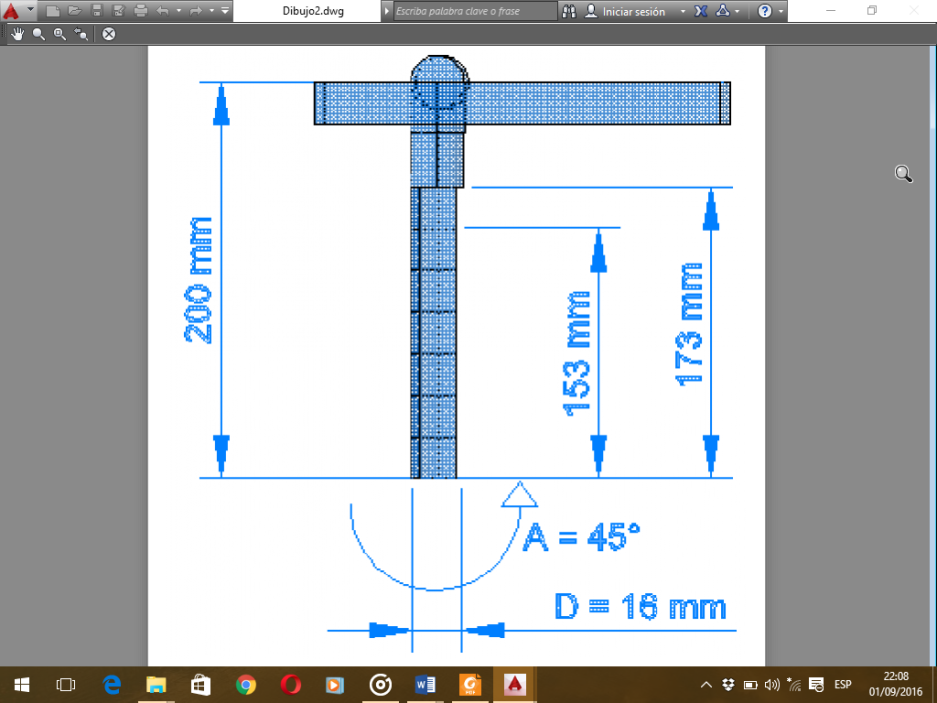 Dibujo2.dwg
Escriba palabra clave o frase
Iniciar sesión
200 mm
153 mm
173 mm
A = 45°
D = 16 mm
ESP
22:08
01/09/2016